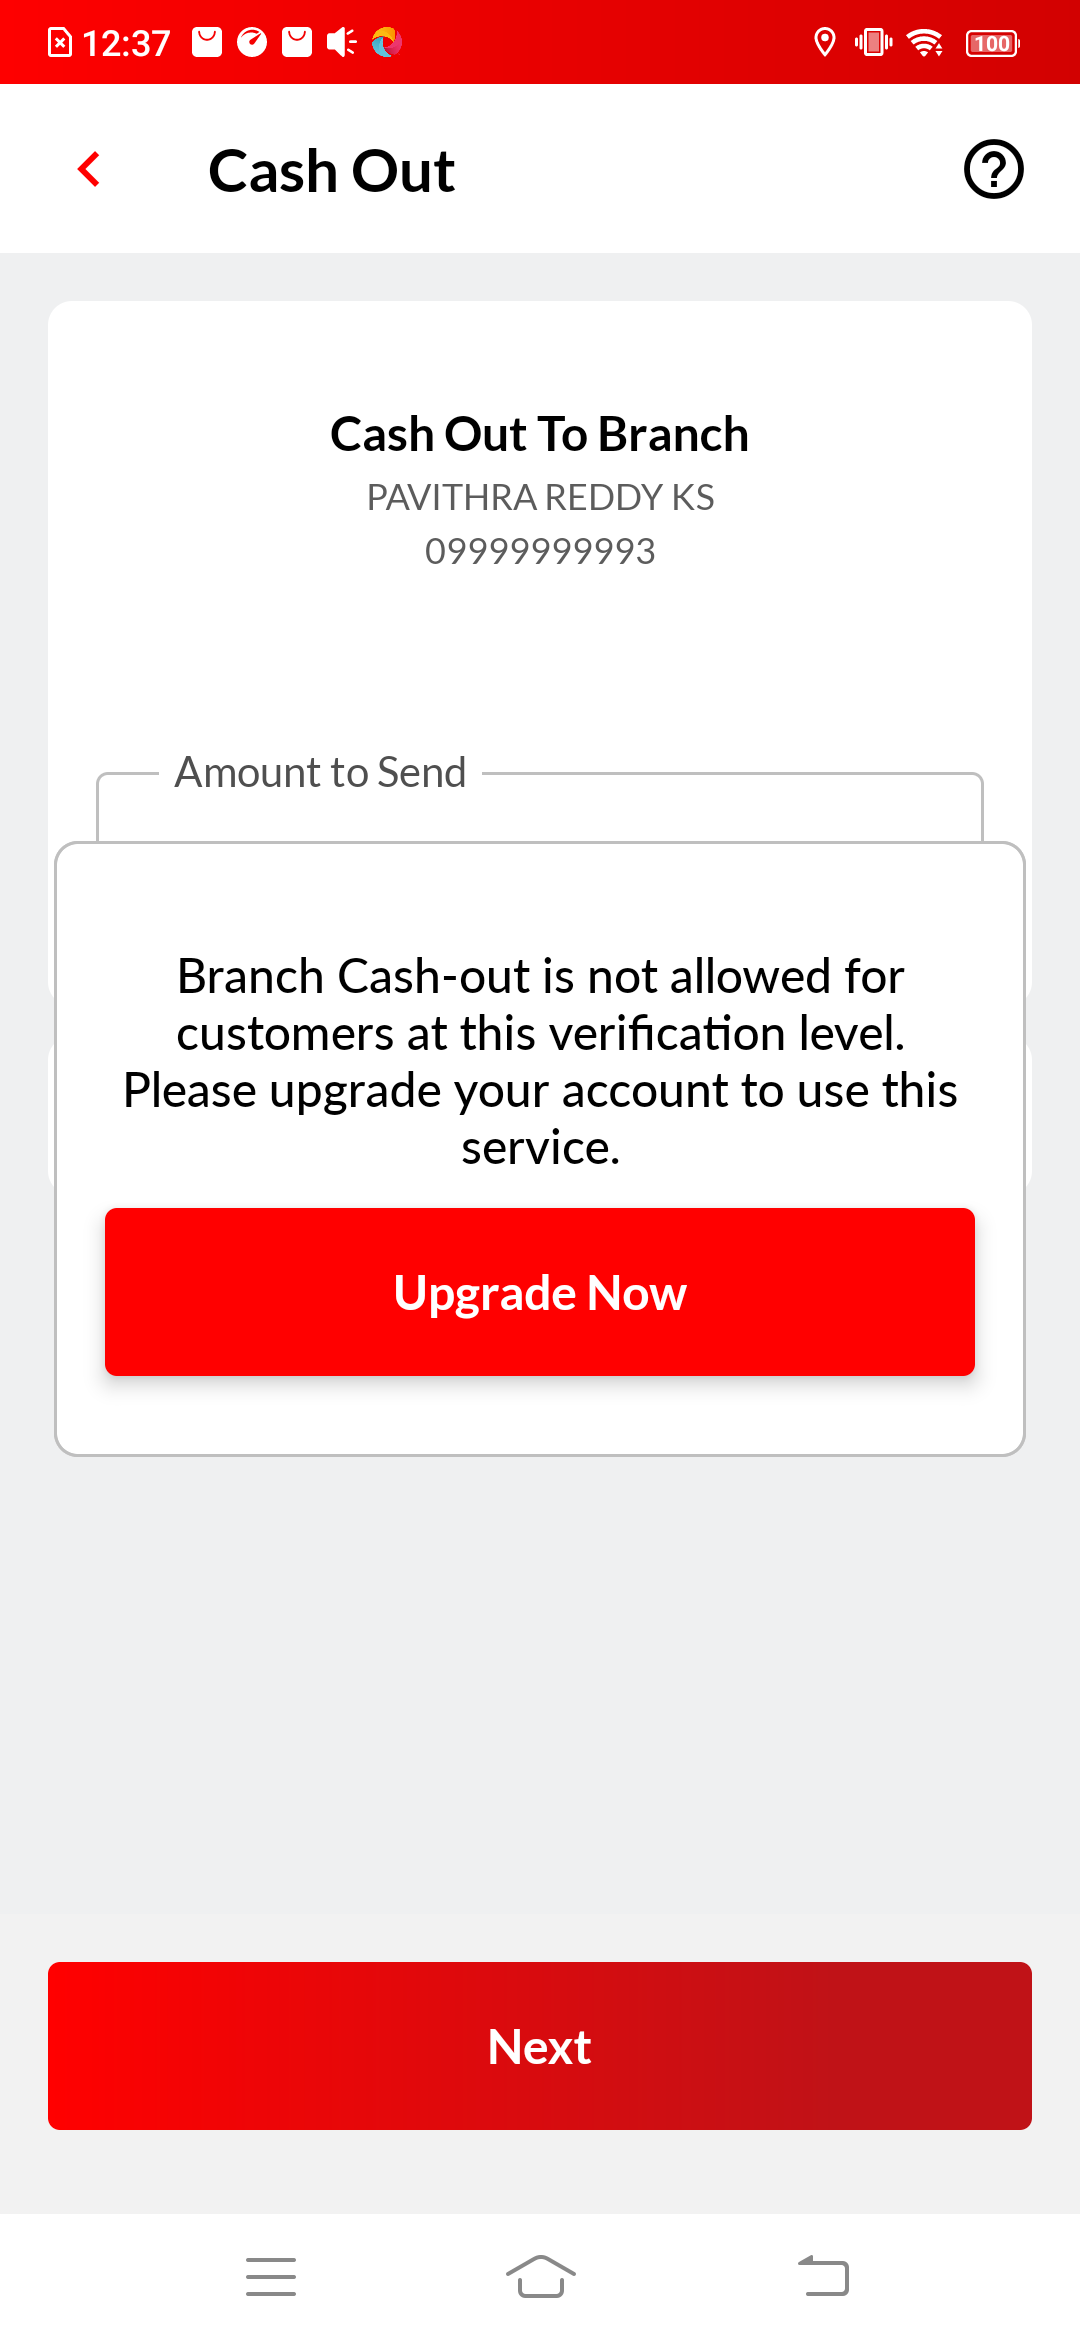 12:37
100
Cash Out
Cash Out To Branch
PAVITHRA REDDY KS
09999999993
Amount to Send
Branch Cash-out is not allowed for
customers at this verification level.
Please upgrade your account to use this
service.
Upgrade Now
Next